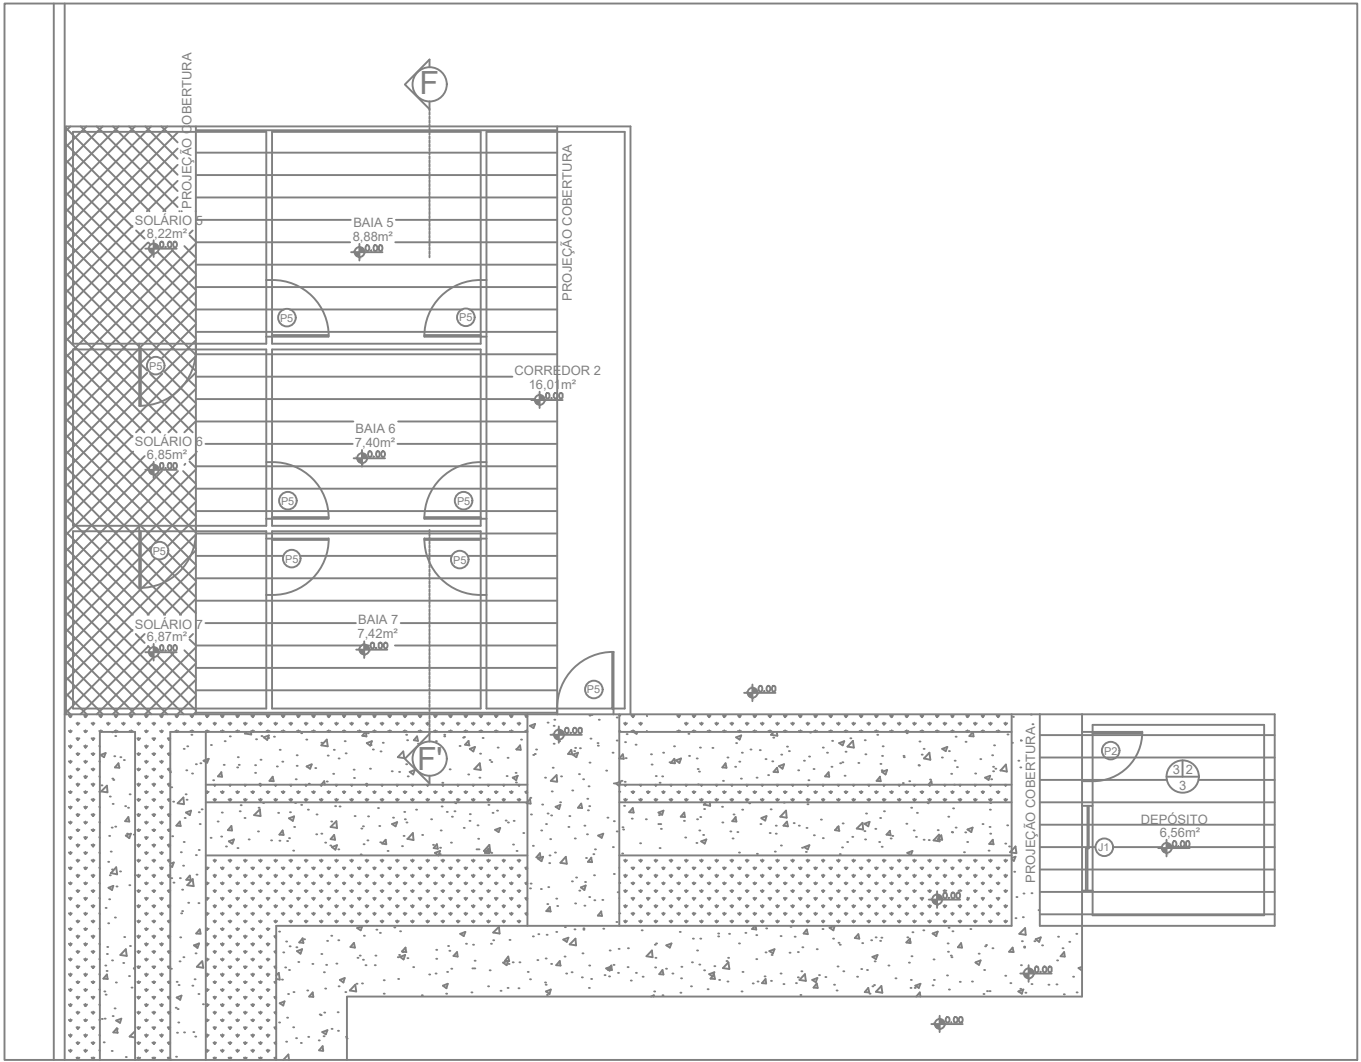 F
PROJEÇÃO COBERTURA
PROJEÇÃO COBERTURA
SOLÁRIO 5
8,22m²
0.00
BAIA 5
8,88m²
0.00
P5
P5
P5
CORREDOR 2
16,01m²
0.00
SOLÁRIO 6
6,85m²
0.00
BAIA 6
7,40m²
0.00
P5
P5
P5
P5
P5
SOLÁRIO 7
6,87m²
0.00
BAIA 7
7,42m²
0.00
P5
0.00
0.00
F'
PROJEÇÃO COBERTURA
P2
3 2
3
DEPÓSITO
6,56m²
0.00
J1
0.00
0.00
0.00